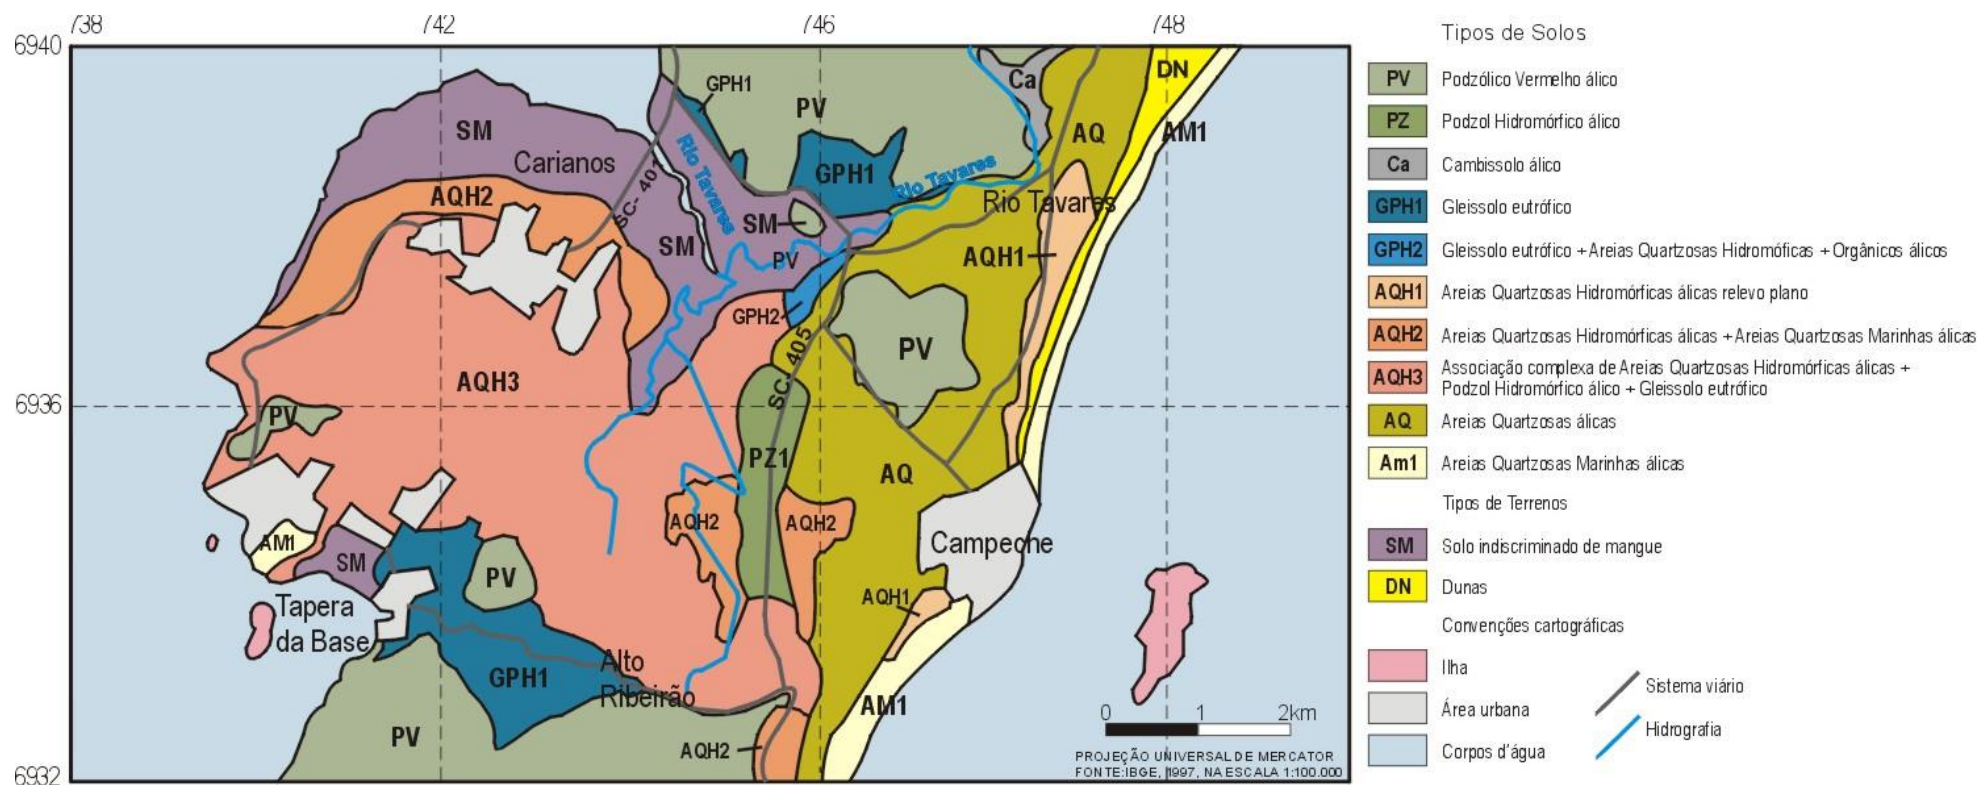 738
742
746
748
6940
6936
6932
GPH1
PV
Ca
DN
SM
Carianos
SC- 401
Rio Tavares
GPH1
Rio Tavares
AQ
AM1
AQH2
SM
SM
PV
Rio Tavares
AQH1
GPH2
SC- 405
PV
AQH3
PV
PZ1
AQ
AQH2
AQH2
AM1
SM
PV
Campeche
AQH1
Tapera
da Base
Alto
Ribeirão
GPH1
AM1
PV
AQH2
0 1 2km
PROJEÇÃO UNIVERSAL DE MERCATOR
FONTE:IBGE, 1997, NA ESCALA 1:100.000
Tipos de Solos
PV Podzólico Vermelho álico
PZ Podzol Hidromórfico álico
Ca Cambissolo álico
GPH1 Gleissolo eutrófico
GPH2 Gleissolo eutrófico +Areias Quartzosas Hidromóficas +Orgânicos álicos
AQH1 Areias Quartzosas Hidromórficas álicas relevo plano
AQH2 Areias Quartzosas Hidromórficas álicas +Areias Quartzosas Marinhas álicas
AQH3 Associação complexa de Areias Quartzosas Hidromórficas álicas +
Podzol Hidromórfico álico + Gleissolo eutrófico
AQ Areias Quartzosas álicas
Am1 Areias Quartzosas Marinhas álicas
Tipos de Terrenos
SM Solo indiscriminado de mangue
DN Dunas
Convenções cartográficas
Ilha
Área urbana
Corpos d'água
Sistema viário
Hidrografia